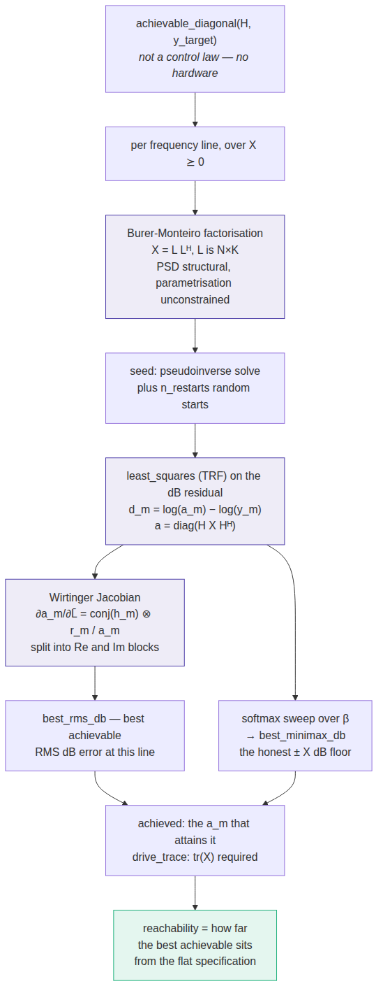 achievable_diagonal(H,
y_target)
not a control law — no
hardware
per frequency line, over X
⪰ 0
Burer-Monteiro factorisation
X = L Lᴴ, L is N×K
PSD structural,
parametrisation
unconstrained
seed: pseudoinverse solve
plus n_restarts random
starts
least_squares (TRF) on the
dB residual
d_m = log(a_m) − log(y_m)
a = diag(H X Hᴴ)
Wirtinger Jacobian
∂a_m/∂L̄ = conj(h_m) ⊗
r_m / a_m
split into Re and Im blocks
best_rms_db — best
achievable
RMS dB error at this line
softmax sweep over β
→ best_minimax_db
the honest ± X dB floor
achieved: the a_m that
attains it
drive_trace: tr(X) required
reachability = how far
the best achievable sits
from the flat specification